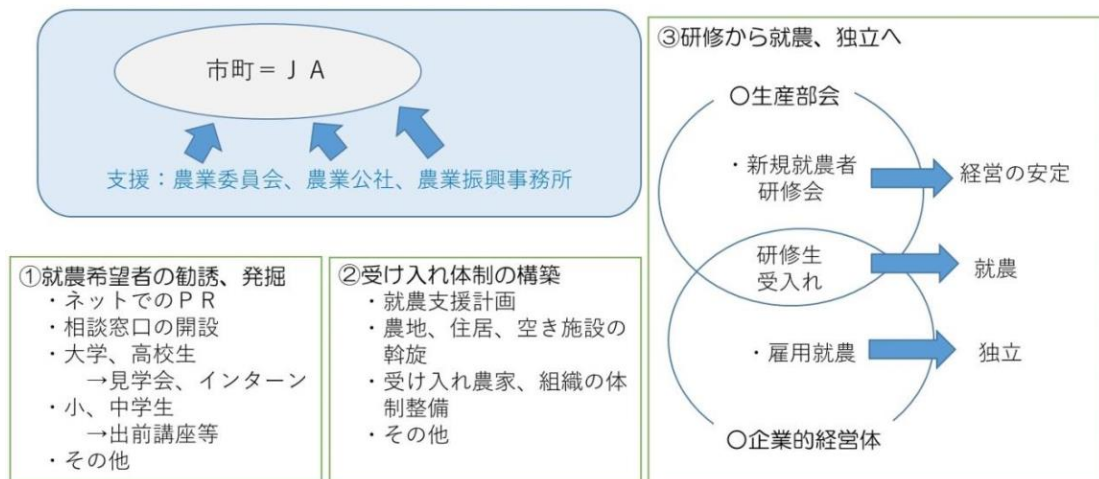 市町＝ＪＡ
支援：農業委員会、農業公社、農業振興事務所
①就農希望者の勧誘、発掘
・ネットでのＰＲ
・相談窓口の開設
・大学、高校生
→見学会、インターン
・小、中学生
→出前講座等
・その他
②受け入れ体制の構築
・就農支援計画
・農地、住居、空き施設の
斡旋
・受け入れ農家、組織の体
制整備
・その他
③研修から就農、独立へ
〇生産部会
・新規就農者
研修会
経営の安定
研修生
受入れ
就農
・雇用就農
独立
〇企業的経営体